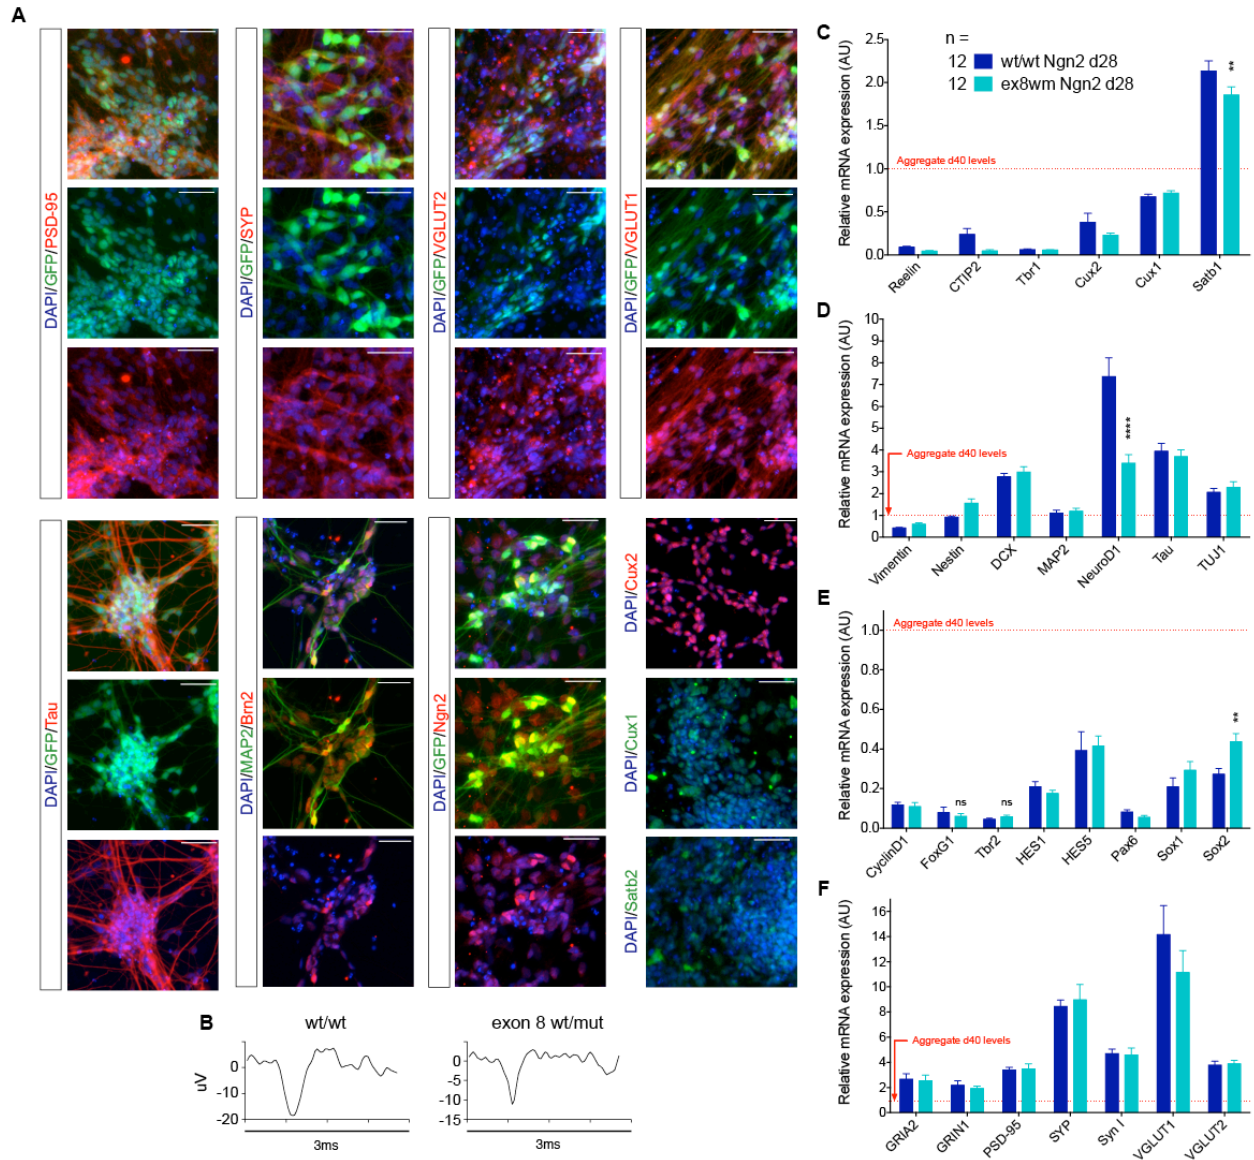 A
DAPI/GFP/PSD-95
DAPI/GFP/SYP
DAPI/GFP/VGLUT2
DAPI/GFP/VGLUT1
DAPI/GFP/Tau
DAPI/MAP2/Brn2
DAPI/GFP/Ngn2
DAPI/Cux2
DAPI/Cux1
DAPI/Satb2
B
wt/wt
exon 8 wt/mut
uV
0
-10
-20
3ms
5
0
-5
-10
-15
3ms
C
Relative mRNA expression (AU)
2.5
2.0
1.5
1.0
0.5
0.0
n =
12 wt/wt Ngn2 d28
12 ex8wm Ngn2 d28
**
Aggregate d40 levels
Reelin
CTIP2
Tbr1
Cux2
Cux1
Satb1
D
Relative mRNA expression (AU)
10
9
8
7
6
5
4
3
2
1
0
Aggregate d40 levels
****
Vimentin
Nestin
DCX
MAP2
NeuroD1
Tau
TUJ1
E
Relative mRNA expression (AU)
1.0
0.8
0.6
0.4
0.2
0.0
Aggregate d40 levels
ns
ns
**
CyclinD1
FoxG1
Tbr2
HES1
HES5
Pax6
Sox1
Sox2
F
Relative mRNA expression (AU)
16
14
12
10
8
6
4
2
0
Aggregate d40 levels
GRIA2
GRIN1
PSD-95
SYP
Syn I
VGLUT1
VGLUT2